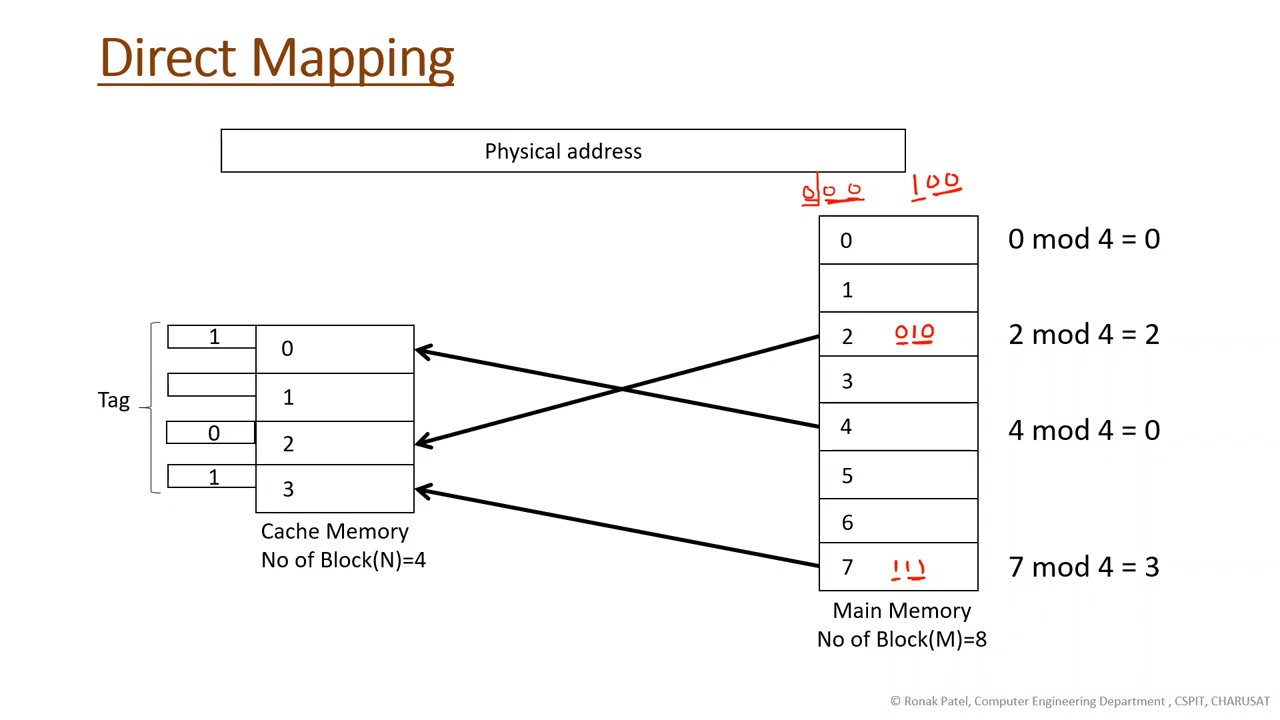 Direct Mapping
Physical address
0 0 0
100
0
0 mod 4 = 0
1
2 010
2 mod 4 = 2
3
4
4 mod 4 = 0
5
6
7 111
7 mod 4 = 3
Main Memory
No of Block(M)=8
Tag
1
0
1
0
2
1
3
Cache Memory
No of Block(N)=4
© Ronak Patel, Computer Engineering Department , CSPIT, CHARUSAT